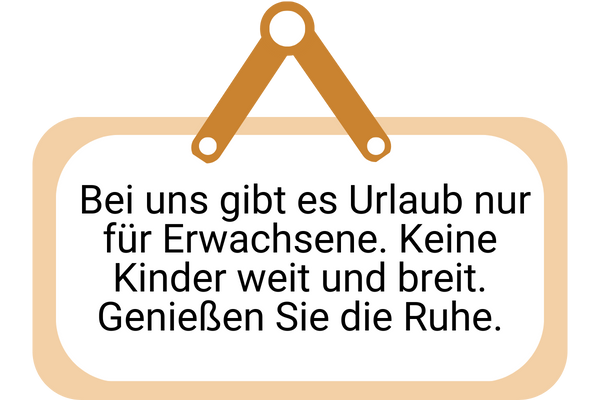 Bei uns gibt es Urlaub nur
für Erwachsene. Keine
Kinder weit und breit.
Genießen Sie die Ruhe.